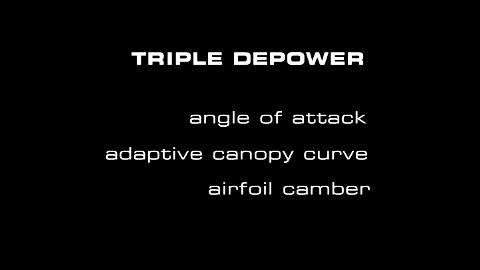 TRIPLE DEPOWER
angle of attack
adaptive canopy curve
airfoil camber